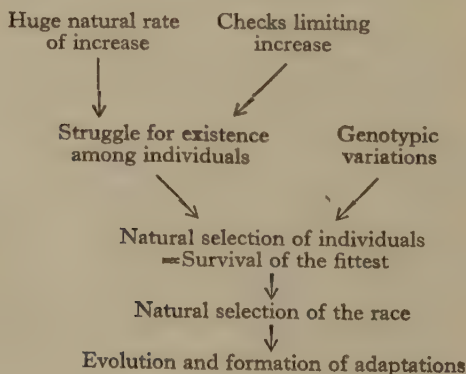 Huge natural rate
of increase
Checks limiting
increase
Struggle for existence
among individuals
Genotypic
variations
Natural selection of individuals
=Survival of the fittest
Natural selection of the race
Evolution and formation of adaptations